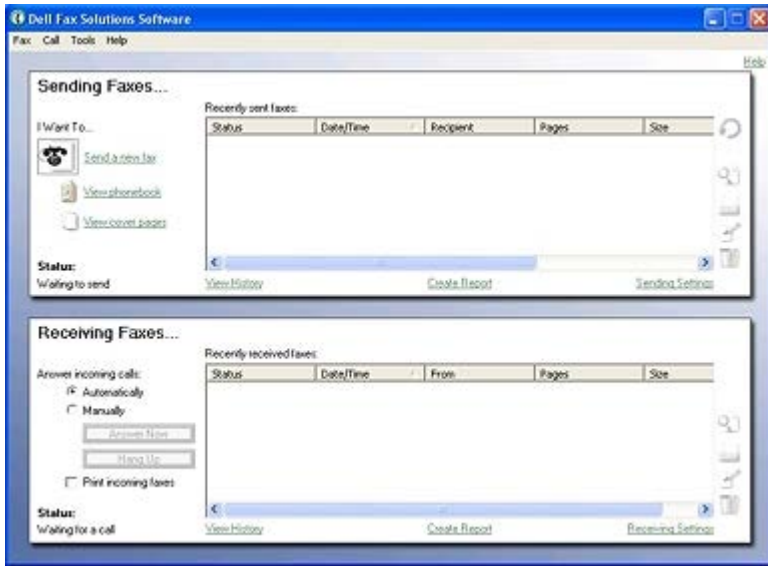 Dell Fax Solutions Software
Fax Call Tools Help
Help
Sending Faxes...
Recently sent faxes:
I Want To...
Status Date/Time Recipient Pages Size
Send a new fax
View phonebook
View cover pages
Status:
Waiting to send
View History Create Report Sending Settings
Receiving Faxes...
Recently received faxes:
Answer incoming calls:
Status Date/Time From Pages Size
Automatically
Manually
Answer Now
Hang Up
Print incoming faxes
Status:
Waiting for a call
View History Create Report Receiving Settings